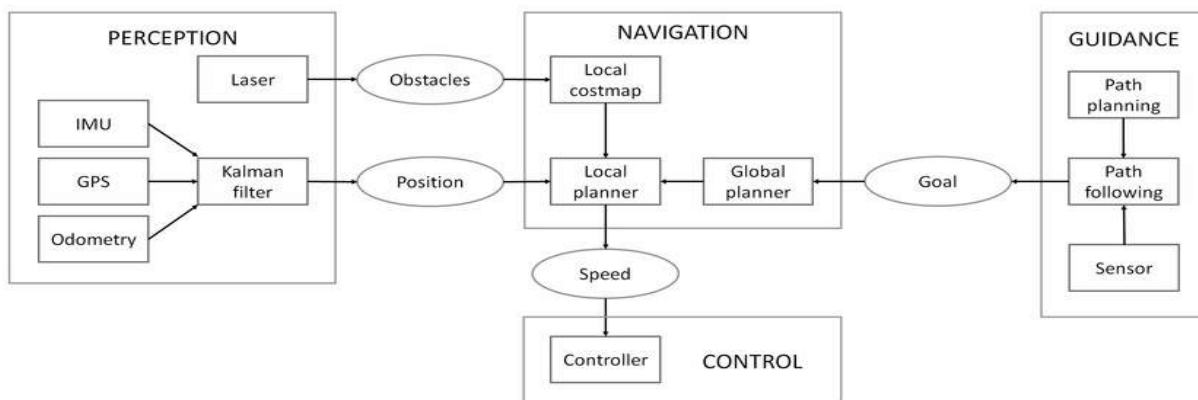 PERCEPTION
Laser
IMU
GPS
Odometry
Kalman
filter
Obstacles
Position
NAVIGATION
Local
costmap
Local
planner
Global
planner
Speed
Controller
CONTROL
Goal
GUIDANCE
Path
planning
Path
following
Sensor